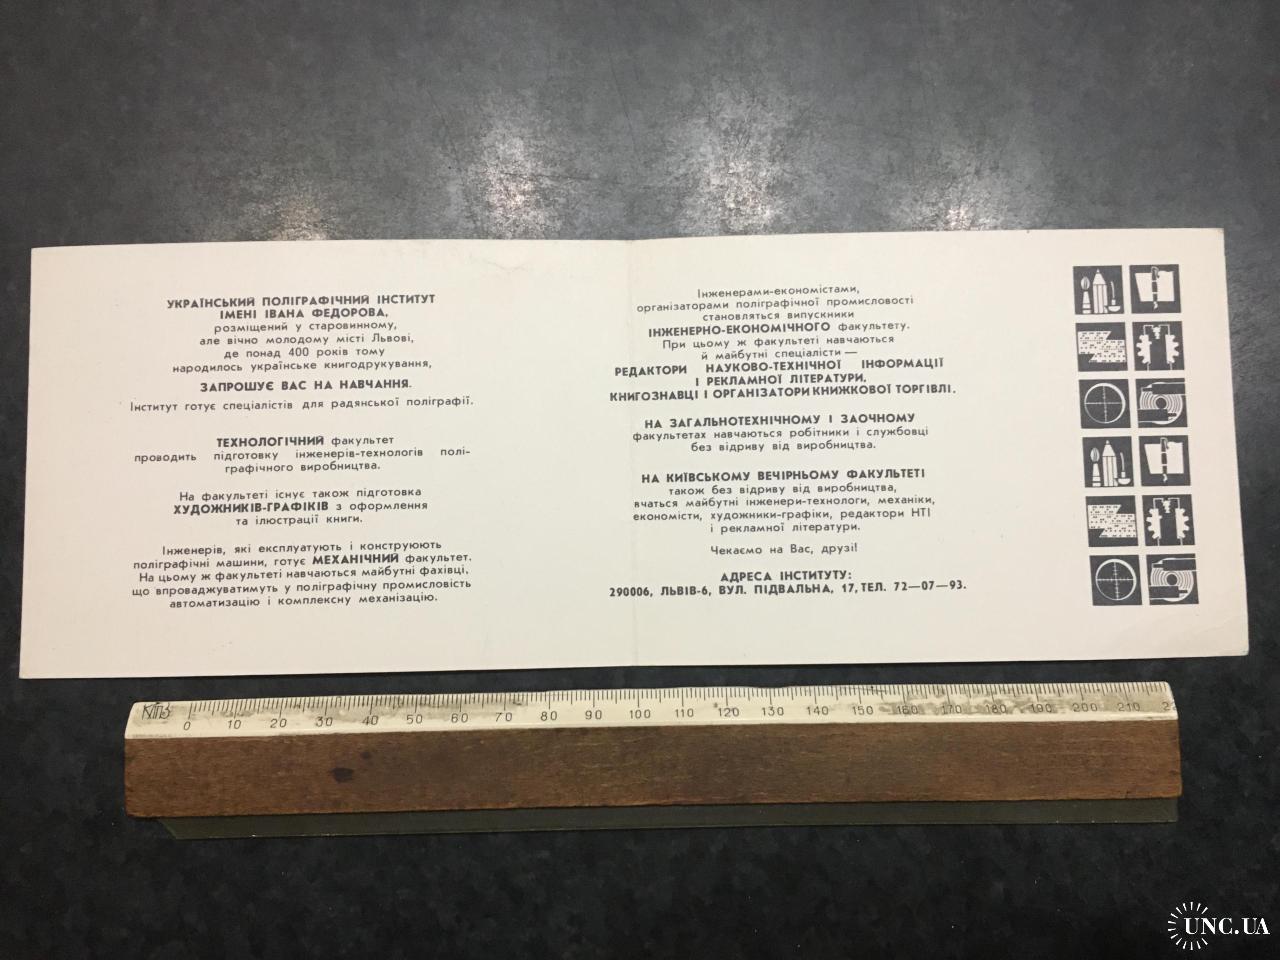 УКРАЇНСЬКИЙ ПОЛІГРАФІЧНИЙ ІНСТИТУТ
ІМЕНІ ІВАНА ФЕДОРОВА,
розміщений у старовинному,
але вічно молодому місті Львові,
де понад 400 років тому
народилось українське книгодрукування,
ЗАПРОШУЄ ВАС НА НАВЧАННЯ.
Інститут готує спеціалістів для радянської поліграфії.
ТЕХНОЛОГІЧНИЙ факультет
проводить підготовку інженерів-технологів полі-
графічного виробництва.
На факультеті існує також підготовка
ХУДОЖНИКІВ-ГРАФІКІВ з оформлення
та ілюстрації книги.
Інженерів, які експлуатують і конструюють
поліграфічні машини, готує МЕХАНІЧНИЙ факультет.
На цьому ж факультеті навчаються майбутні фахівці,
що впроваджуватимуть у поліграфічну промисловість
автоматизацію і комплексну механізацію.
Інженерами-економістами,
організаторами поліграфічної промисловості
становляться випускники
ІНЖЕНЕРНО-ЕКОНОМІЧНОГО факультету.
При цьому ж факультеті навчаються
й майбутні спеціалісти —
РЕДАКТОРИ НАУКОВО-ТЕХНІЧНОЇ ІНФОРМАЦІЇ
І РЕКЛАМНОЇ ЛІТЕРАТУРИ,
КНИГОЗНАВЦІ І ОРГАНІЗАТОРИ КНИЖКОВОЇ ТОРГІВЛІ.
НА ЗАГАЛЬНОТЕХНІЧНОМУ І ЗАОЧНОМУ
факультетах навчаються робітники і службовці
без відриву від виробництва.
НА КИЇВСЬКОМУ ВЕЧІРНЬОМУ ФАКУЛЬТЕТІ
також без відриву від виробництва,
вчаться майбутні інженери-технологи, механіки,
економісти, художники-графіки, редактори НТІ
і рекламної літератури.
Чекаємо на Вас, друзі!
АДРЕСА ІНСТИТУТУ:
290006, ЛЬВІВ-6, ВУЛ. ПІДВАЛЬНА, 17, ТЕЛ. 72—07—93.
0 10 20 30 40 50 60 70 80 90 100 110 120 130 140 150 160 170 180 190 200 210
UNC.UA